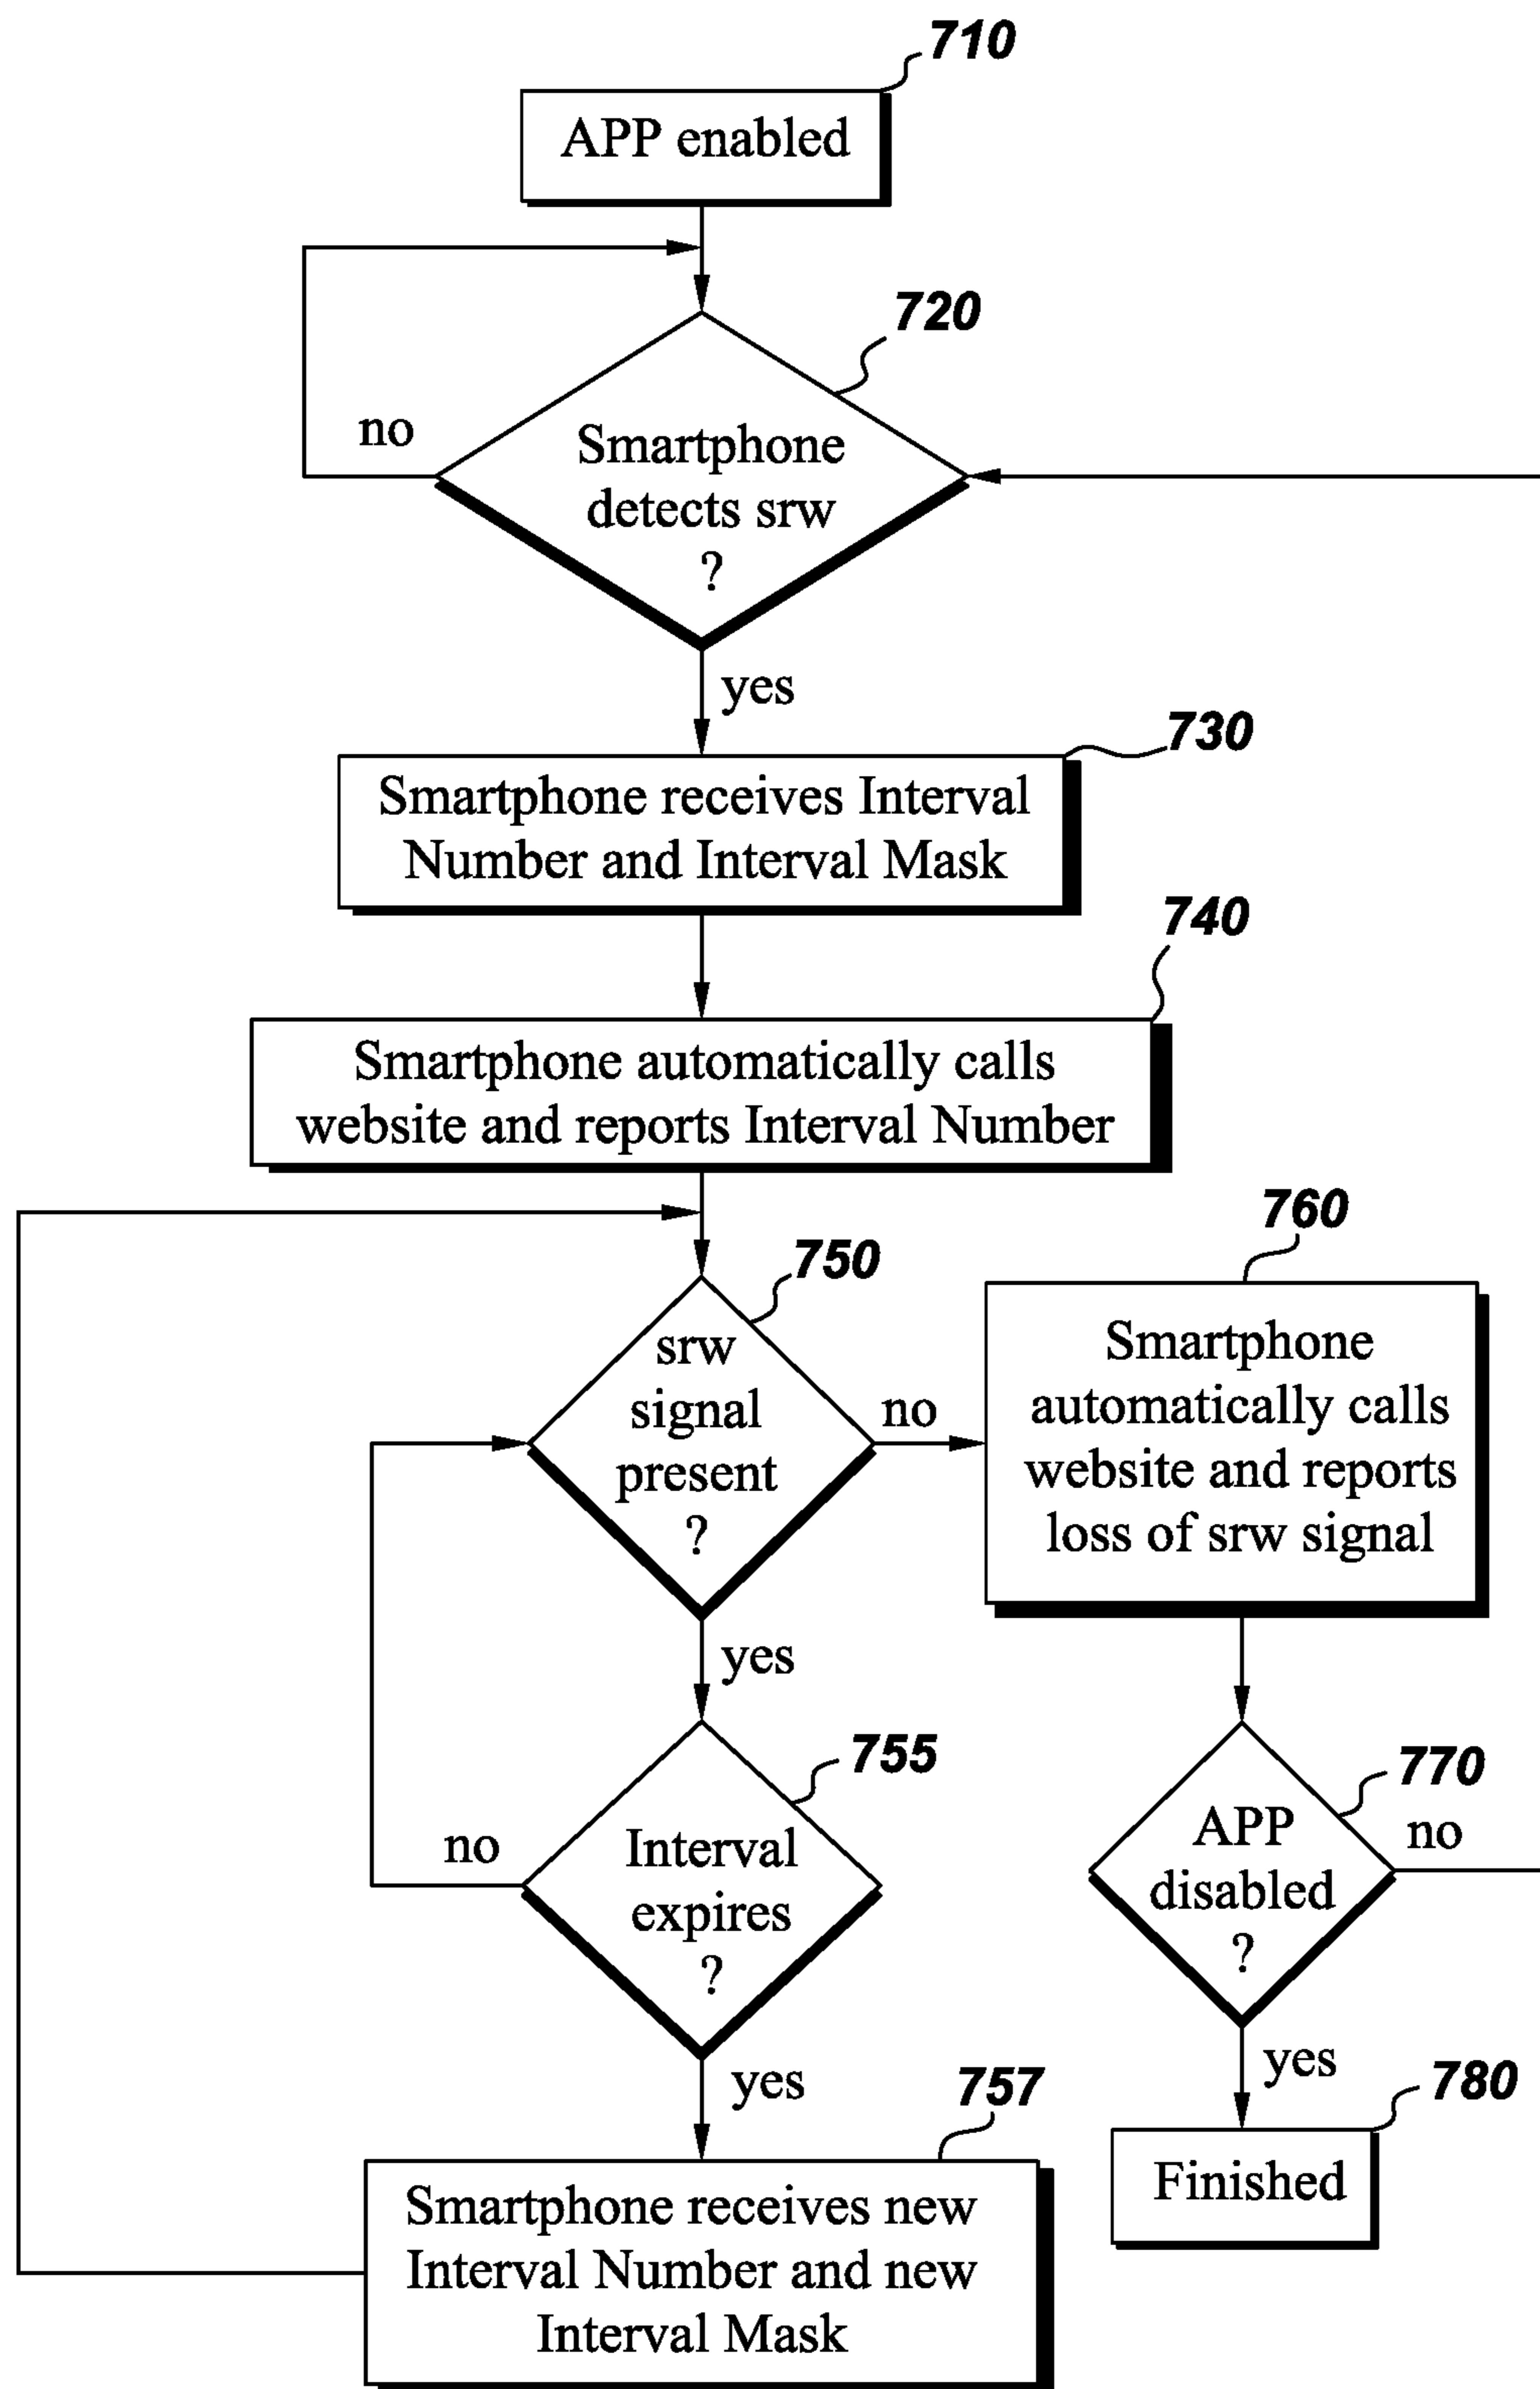 710
APP enabled
720
no
Smartphone
detects srw
?
yes
730
Smartphone receives Interval
Number and Interval Mask
740
Smartphone automatically calls
website and reports Interval Number
750
srw
signal
present
?
no
760
Smartphone
automatically calls
website and reports
loss of srw signal
yes
755
no
Interval
expires
?
770
APP
disabled
?
no
yes
757
Smartphone receives new
Interval Number and new
Interval Mask
yes
780
Finished